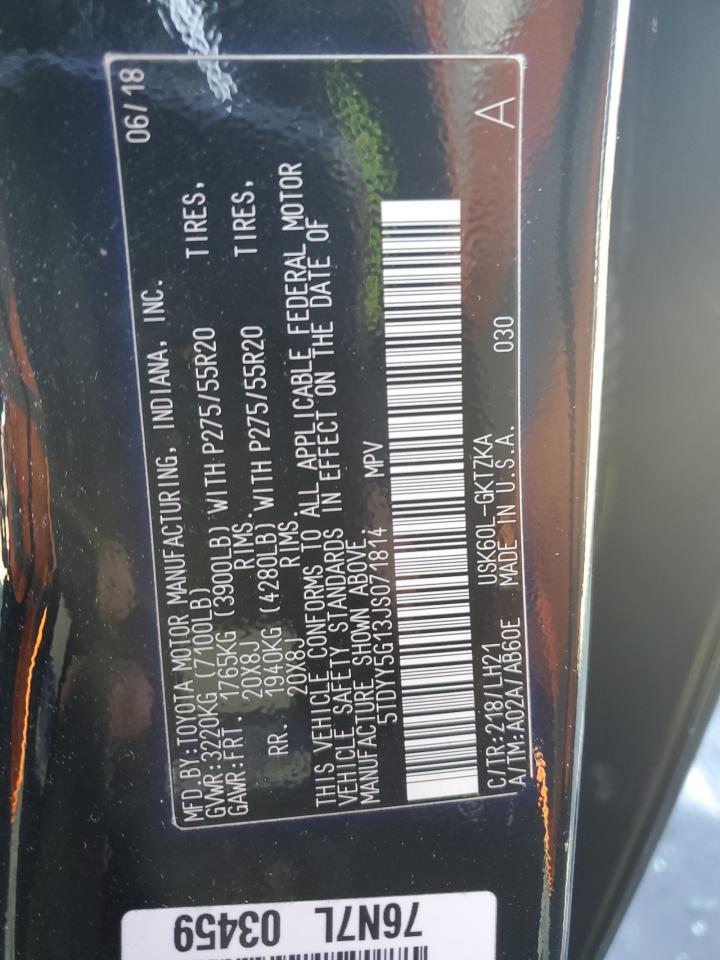 MFD.BY:TOYOTA MOTOR MANUFACTURING, INDIANA, INC. 06/18
GVWR:3220KG (7100LB)
GAWR:FRT. 1765KG (3900LB) WITH P275/55R20 TIRES,
20X8J RIMS.
RR. 1940KG (4280LB) WITH P275/55R20 TIRES,
20X8J RIMS
THIS VEHICLE CONFORMS TO ALL APPLICABLE FEDERAL MOTOR
VEHICLE SAFETY STANDARDS IN EFFECT ON THE DATE OF
MANUFACTURE SHOWN ABOVE.
5TDYY5G13JS071814 MPV
C/TR:218/LH21 USK60L-GKTZKA 030 A
A/TM:A02A/AB60E MADE IN U.S.A.
76N7L
03459